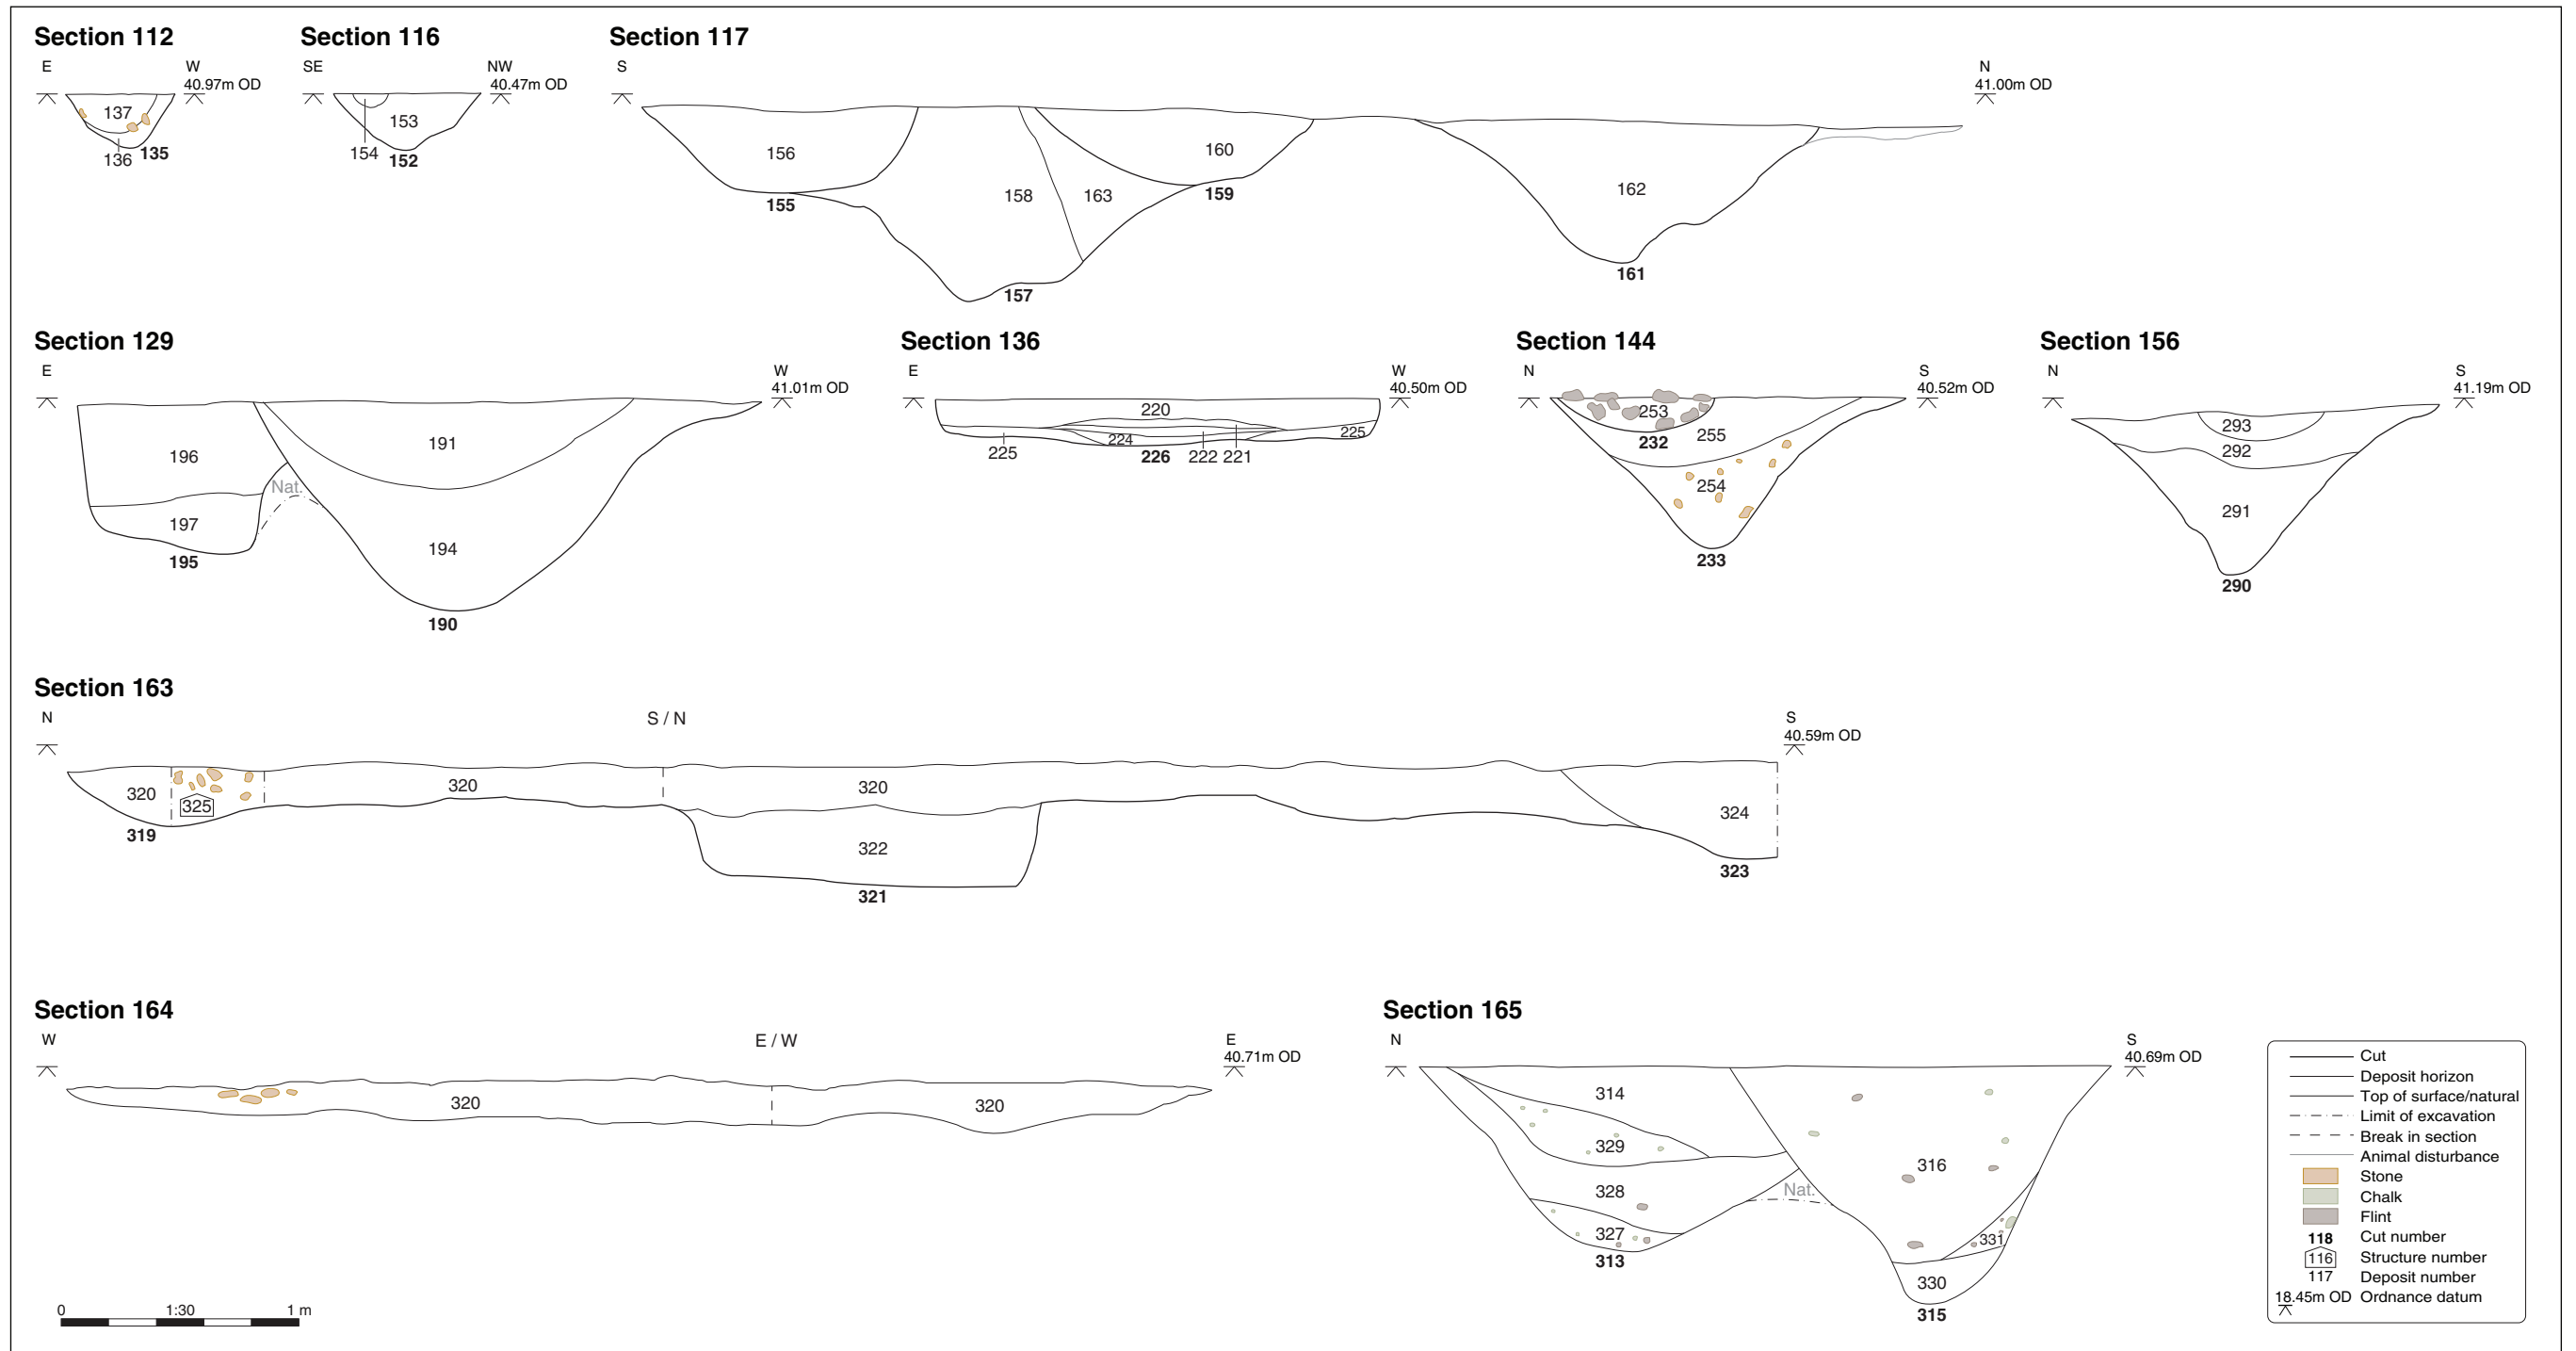 Section 112
E
W
40.97m OD
137
136
135
Section 116
SE
NW
40.47m OD
153
154
152
Section 117
S
N
41.00m OD
156
155
158
163
157
160
159
162
161
Section 129
E
W
41.01m OD
196
197
195
Nat.
191
194
190
Section 136
E
W
40.50m OD
220
224
225
225
226
222
221
Section 144
N
S
40.52m OD
253
232
255
254
233
Section 156
N
S
41.19m OD
293
292
291
290
Section 163
N
S / N
S
40.59m OD
320
325
320
320
319
322
321
324
323
Section 164
W
E / W
E
40.71m OD
320
320
Section 165
N
S
40.69m OD
314
329
328
327
313
Nat.
316
331
330
315
0
1:30
1 m
Cut
Deposit horizon
Top of surface/natural
Limit of excavation
Break in section
Animal disturbance
Stone
Chalk
Flint
118 Cut number
116 Structure number
117 Deposit number
18.45m OD Ordnance datum